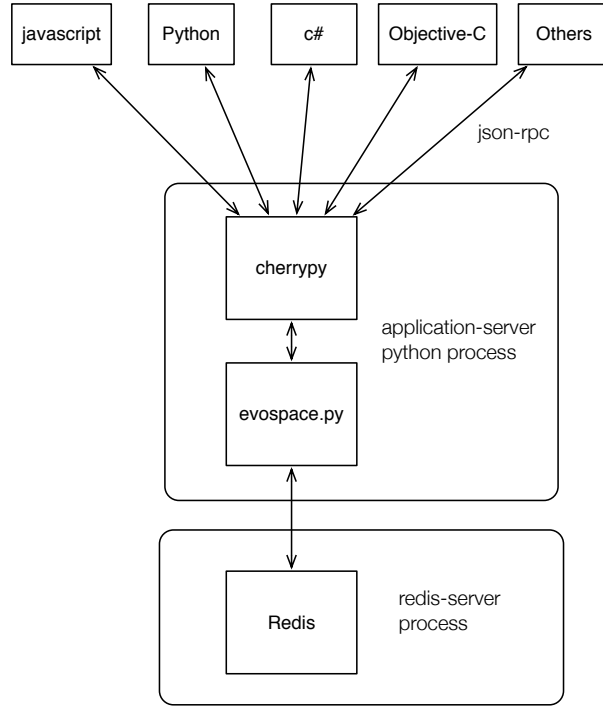 javascript
Python
c#
Objective-C
Others
json-rpc
cherrypy
application-server
python process
evospace.py
redis-server
process
Redis